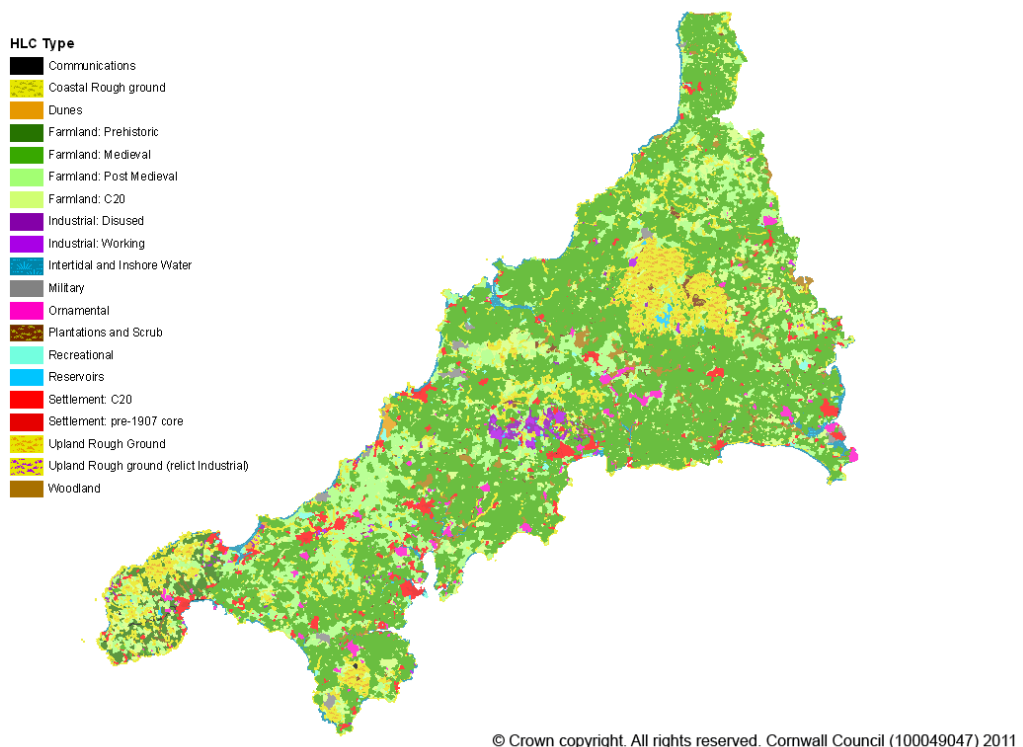 HLC Type
Communications
Coastal Rough ground
Dunes
Farmland: Prehistoric
Farmland: Medieval
Farmland: Post Medieval
Farmland: C20
Industrial: Disused
Industrial: Working
Intertidal and Inshore Water
Military
Ornamental
Plantations and Scrub
Recreational
Reservoirs
Settlement: C20
Settlement: pre-1907 core
Upland Rough Ground
Upland Rough ground (relict Industrial)
Woodland
© Crown copyright. All rights reserved. Cornwall Council (100049047) 2011